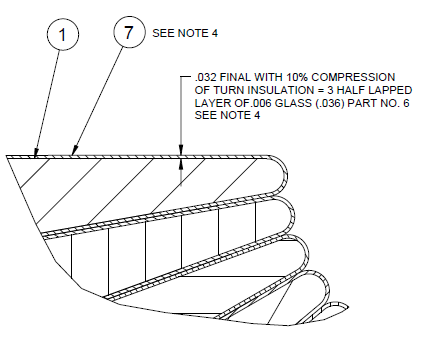 1
7 SEE NOTE 4
.032 FINAL WITH 10% COMPRESSION
OF TURN INSULATION = 3 HALF LAPPED
LAYER OF.006 GLASS (.036) PART NO. 6
SEE NOTE 4